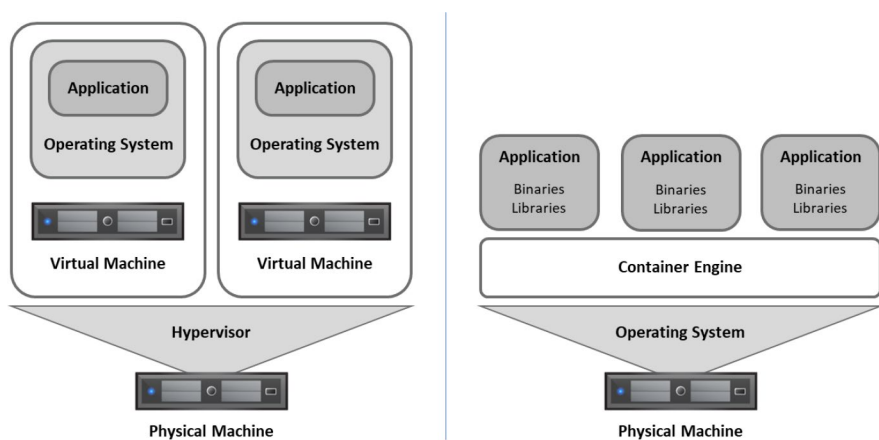 Application
Operating System
Virtual Machine
Application
Operating System
Virtual Machine
Hypervisor
Physical Machine
Application
Binaries
Libraries
Application
Binaries
Libraries
Application
Binaries
Libraries
Container Engine
Operating System
Physical Machine